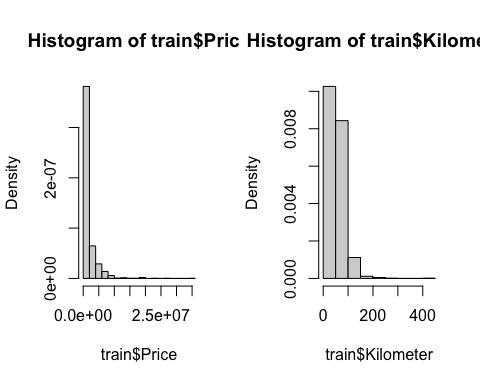 Histogram of train$Pric
Density
0e+00
2e-07
0.0e+00
2.5e+07
train$Price
Histogram of train$Kilome
Density
0.000
0.004
0.008
0
200
400
train$Kilometer